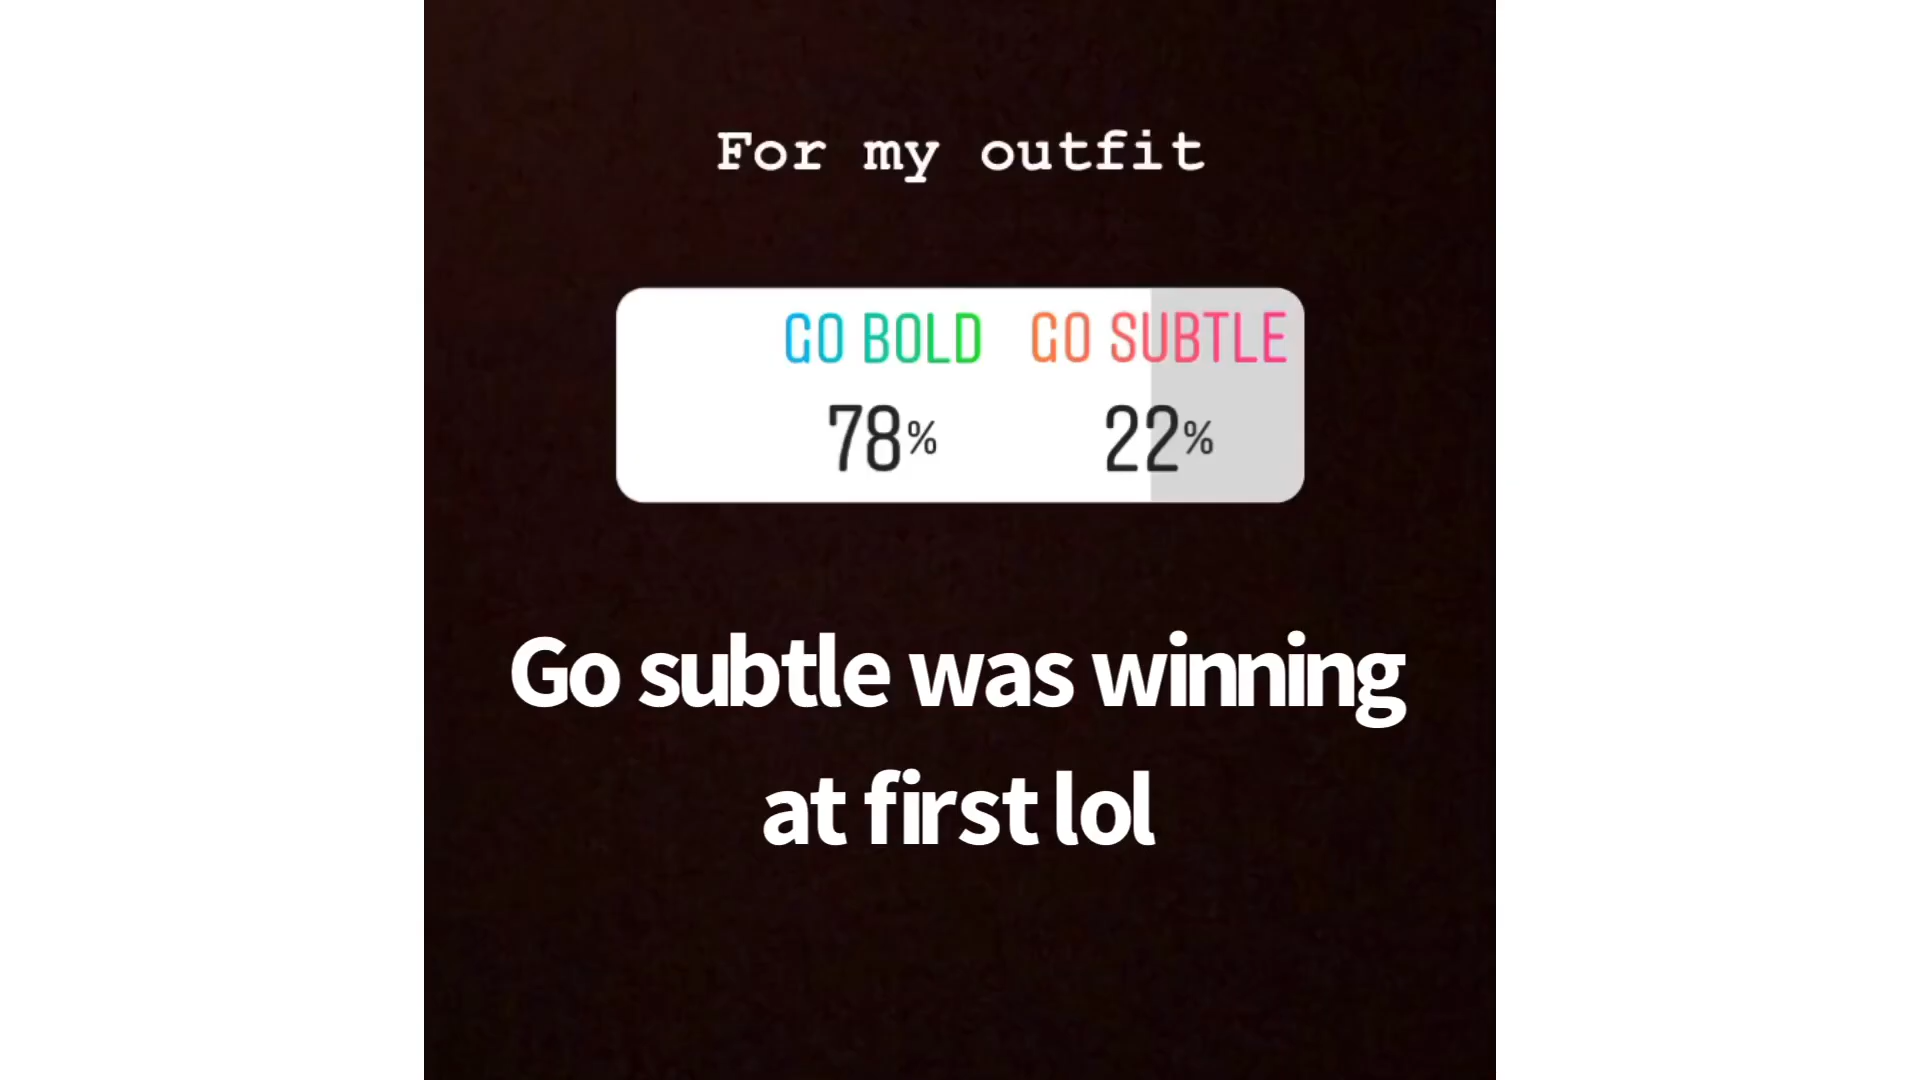 For my outfit
GO BOLD GO SUBTLE
78% 22%
Go subtle was winning
at first lol